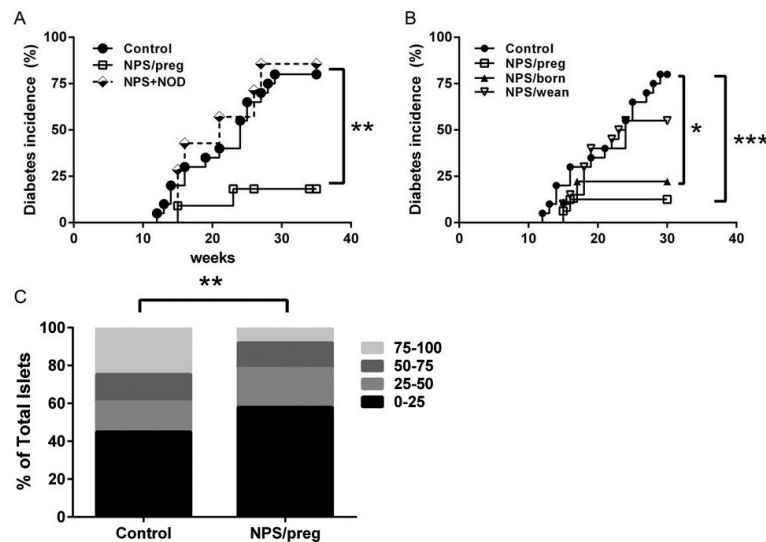 A
Diabetes incidence (%)
100
75
50
25
0
0 10 20 30 40
weeks
Control
NPS/preg
NPS+NOD
**
B
Diabetes incidence (%)
100
75
50
25
0
0 10 20 30 40
Control
NPS/preg
NPS/born
NPS/wean
*
***
C
**
% of Total Islets
100
80
60
40
20
0
Control NPS/preg
75-100
50-75
25-50
0-25